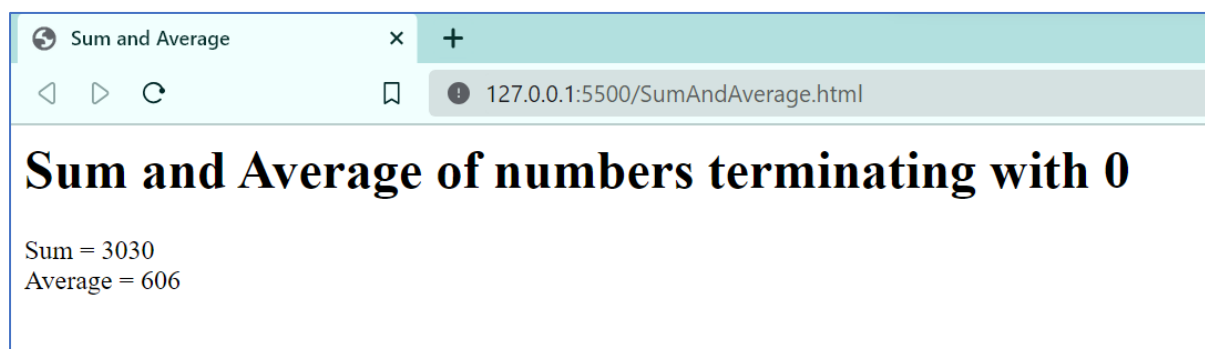 Sum and Average
127.0.0.1:5500/SumAndAverage.html
Sum and Average of numbers terminating with 0
Sum = 3030
Average = 606